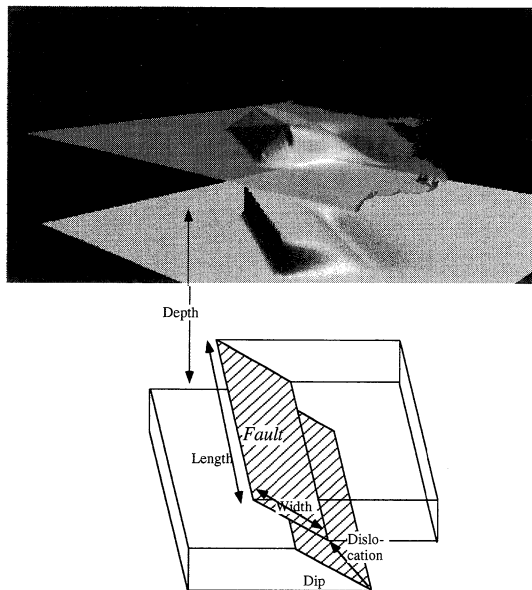 Depth
Fault
Length
Width
Dislo-
cation
Dip